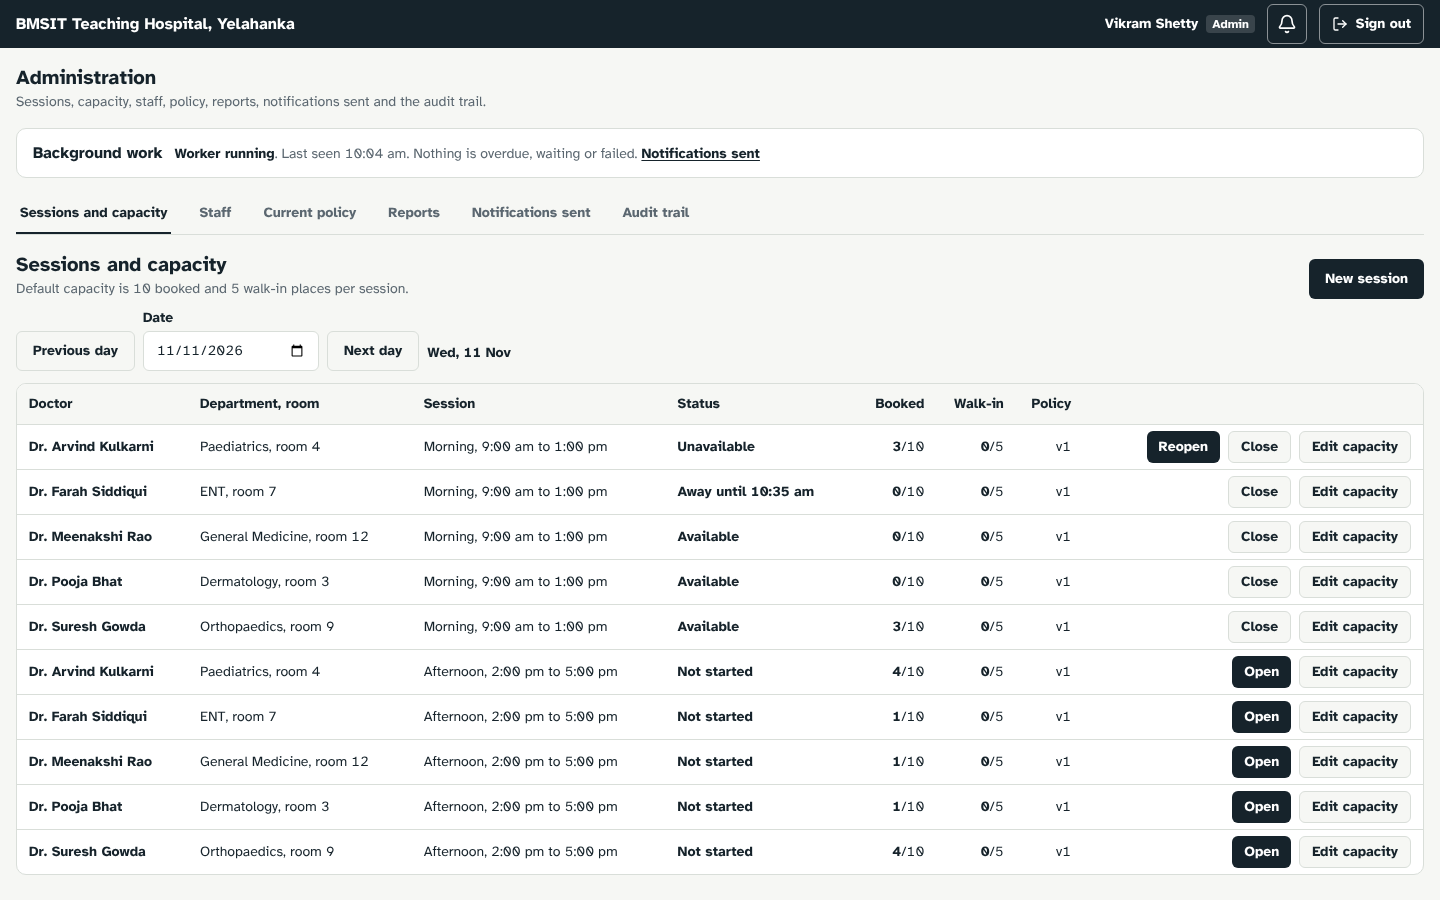 BMSIT Teaching Hospital, Yelahanka
Vikram Shetty Admin Sign out
Administration
Sessions, capacity, staff, policy, reports, notifications sent and the audit trail.
Background work Worker running. Last seen 10:04 am. Nothing is overdue, waiting or failed. Notifications sent
Sessions and capacity Staff Current policy Reports Notifications sent Audit trail
Sessions and capacity
Default capacity is 10 booked and 5 walk-in places per session.
New session
Date
Previous day 11/11/2026 Next day Wed, 11 Nov
Doctor Department, room Session Status Booked Walk-in Policy
Dr. Arvind Kulkarni Paediatrics, room 4 Morning, 9:00 am to 1:00 pm Unavailable 3/10 0/5 v1 Reopen Close Edit capacity
Dr. Farah Siddiqui ENT, room 7 Morning, 9:00 am to 1:00 pm Away until 10:35 am 0/10 0/5 v1 Close Edit capacity
Dr. Meenakshi Rao General Medicine, room 12 Morning, 9:00 am to 1:00 pm Available 0/10 0/5 v1 Close Edit capacity
Dr. Pooja Bhat Dermatology, room 3 Morning, 9:00 am to 1:00 pm Available 0/10 0/5 v1 Close Edit capacity
Dr. Suresh Gowda Orthopaedics, room 9 Morning, 9:00 am to 1:00 pm Available 3/10 0/5 v1 Close Edit capacity
Dr. Arvind Kulkarni Paediatrics, room 4 Afternoon, 2:00 pm to 5:00 pm Not started 4/10 0/5 v1 Open Edit capacity
Dr. Farah Siddiqui ENT, room 7 Afternoon, 2:00 pm to 5:00 pm Not started 1/10 0/5 v1 Open Edit capacity
Dr. Meenakshi Rao General Medicine, room 12 Afternoon, 2:00 pm to 5:00 pm Not started 1/10 0/5 v1 Open Edit capacity
Dr. Pooja Bhat Dermatology, room 3 Afternoon, 2:00 pm to 5:00 pm Not started 1/10 0/5 v1 Open Edit capacity
Dr. Suresh Gowda Orthopaedics, room 9 Afternoon, 2:00 pm to 5:00 pm Not started 4/10 0/5 v1 Open Edit capacity